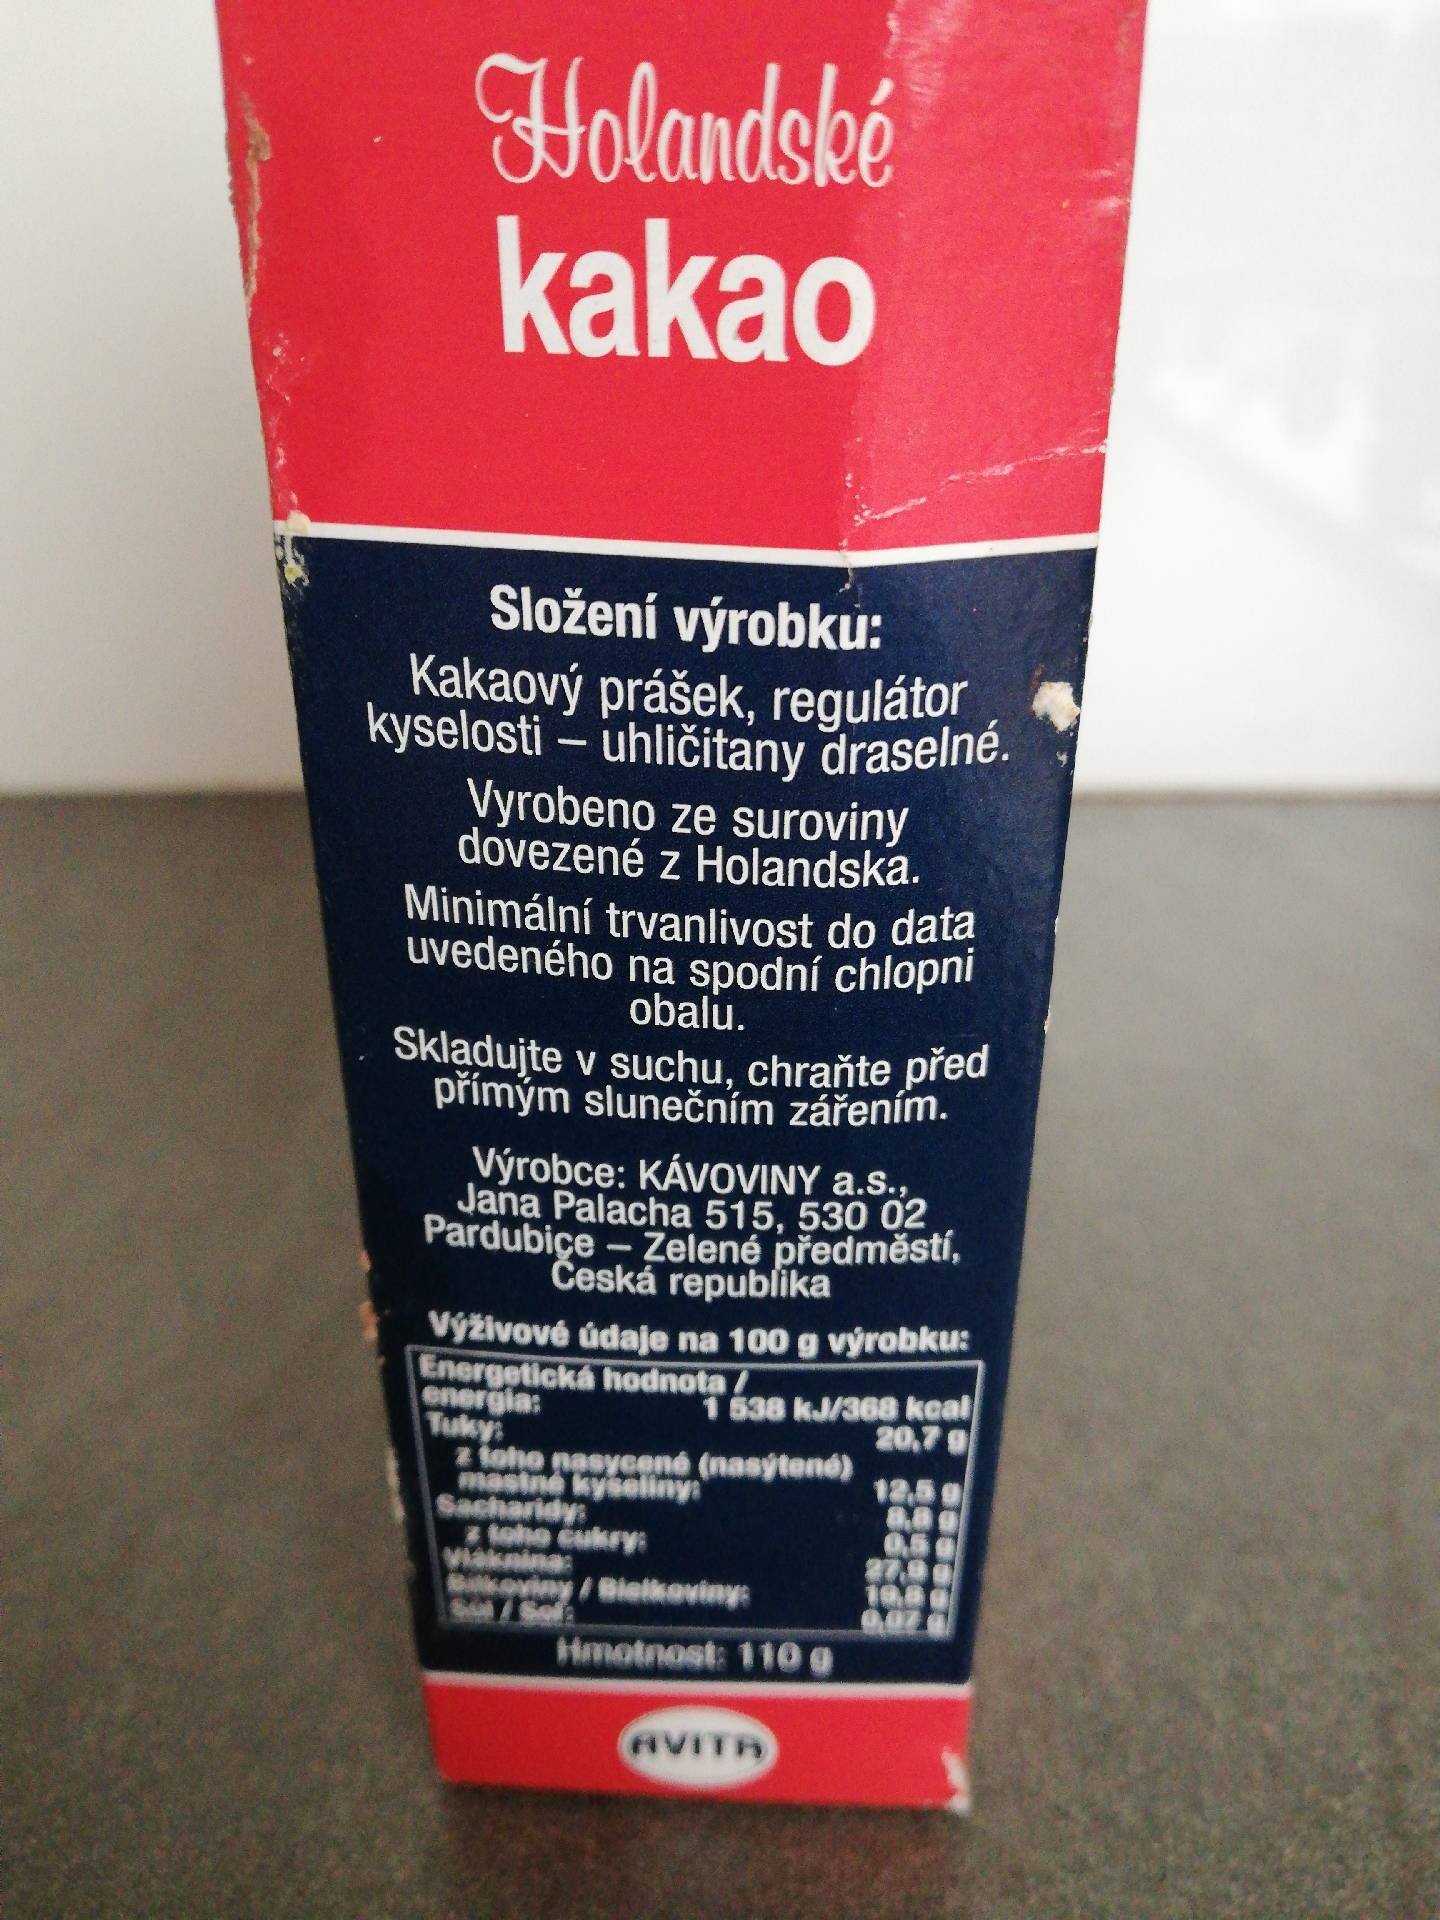 Holandské
kakao
Složení výrobku:
Kakaový prášek, regulátor
kyselosti – uhličitany draselné.
Vyrobeno ze suroviny
dovezené z Holandska.
Minimální trvanlivost do data
uvedeného na spodní chlopni
obalu.
Skladujte v suchu, chraňte před
přímým slunečním zářením.
Výrobce: KÁVOVINY a.s.,
Jana Palacha 515, 530 02
Pardubice – Zelené předměstí,
Česká republika
Výživové údaje na 100 g výrobku:
Energetická hodnota /
energia: 1 538 kJ/368 kcal
Tuky: 20,7 g
z toho nasycené (nasýtené)
mastné kyseliny: 12,5 g
Sacharidy: 8,8 g
z toho cukry: 0,5 g
Vláknina: 27,9 g
Bílkoviny / Bielkoviny: 19,8 g
Sůl / Soľ: 0,07 g
Hmotnost: 110 g
AVITA